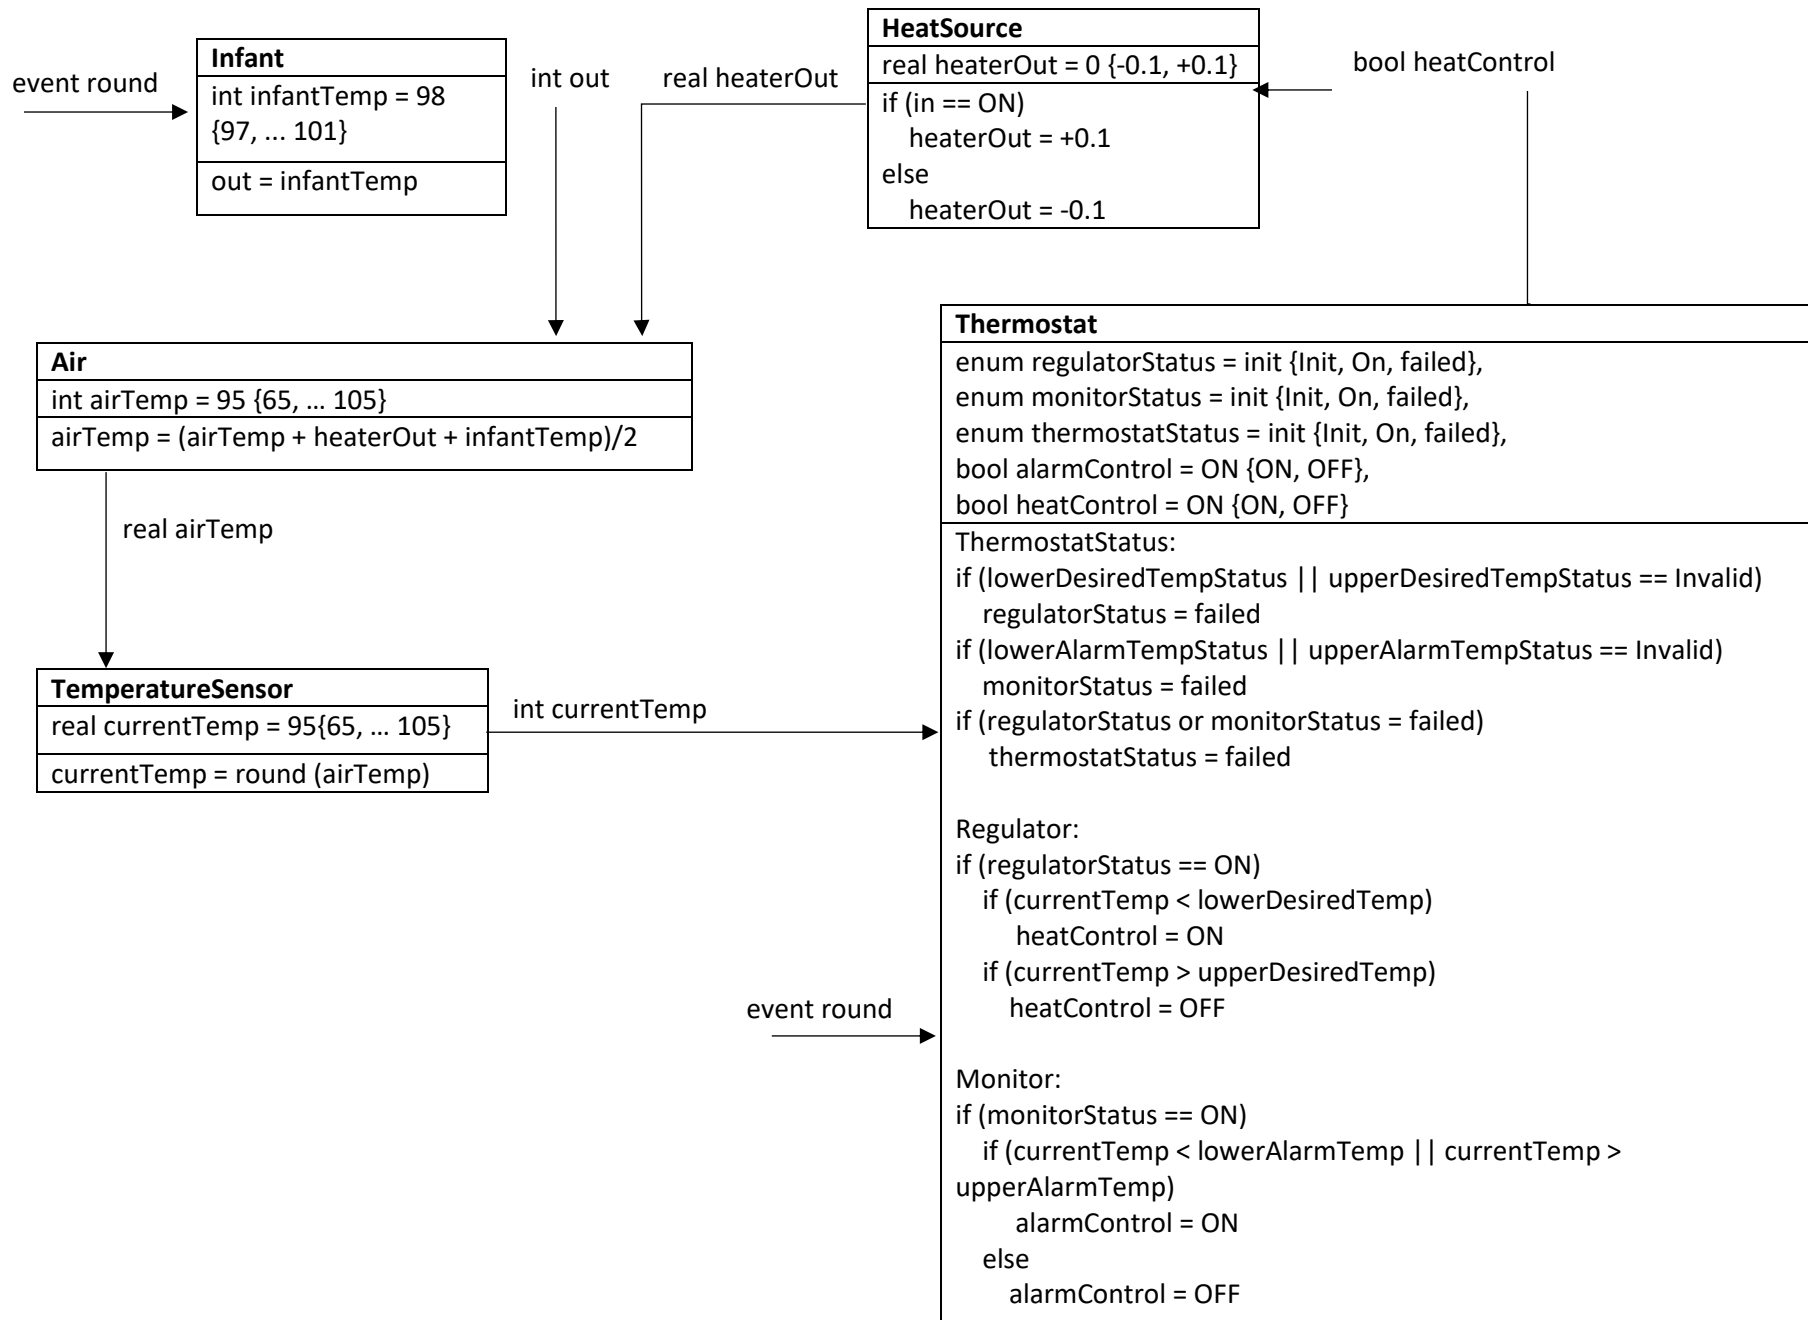 event round
Infant
int infantTemp = 98
{97, ... 101}
out = infantTemp
int out
real heaterOut
HeatSource
real heaterOut = 0 {-0.1, +0.1}
if (in == ON)
heaterOut = +0.1
else
heaterOut = -0.1
bool heatControl
Air
int airTemp = 95 {65, ... 105}
airTemp = (airTemp + heaterOut + infantTemp)/2
real airTemp
TemperatureSensor
real currentTemp = 95{65, ... 105}
currentTemp = round (airTemp)
int currentTemp
event round
Thermostat
enum regulatorStatus = init {Init, On, failed},
enum monitorStatus = init {Init, On, failed},
enum thermostatStatus = init {Init, On, failed},
bool alarmControl = ON {ON, OFF},
bool heatControl = ON {ON, OFF}
ThermostatStatus:
if (lowerDesiredTempStatus || upperDesiredTempStatus == Invalid)
regulatorStatus = failed
if (lowerAlarmTempStatus || upperAlarmTempStatus == Invalid)
monitorStatus = failed
if (regulatorStatus or monitorStatus = failed)
thermostatStatus = failed
Regulator:
if (regulatorStatus == ON)
if (currentTemp < lowerDesiredTemp)
heatControl = ON
if (currentTemp > upperDesiredTemp)
heatControl = OFF
Monitor:
if (monitorStatus == ON)
if (currentTemp < lowerAlarmTemp || currentTemp >
upperAlarmTemp)
alarmControl = ON
else
alarmControl = OFF